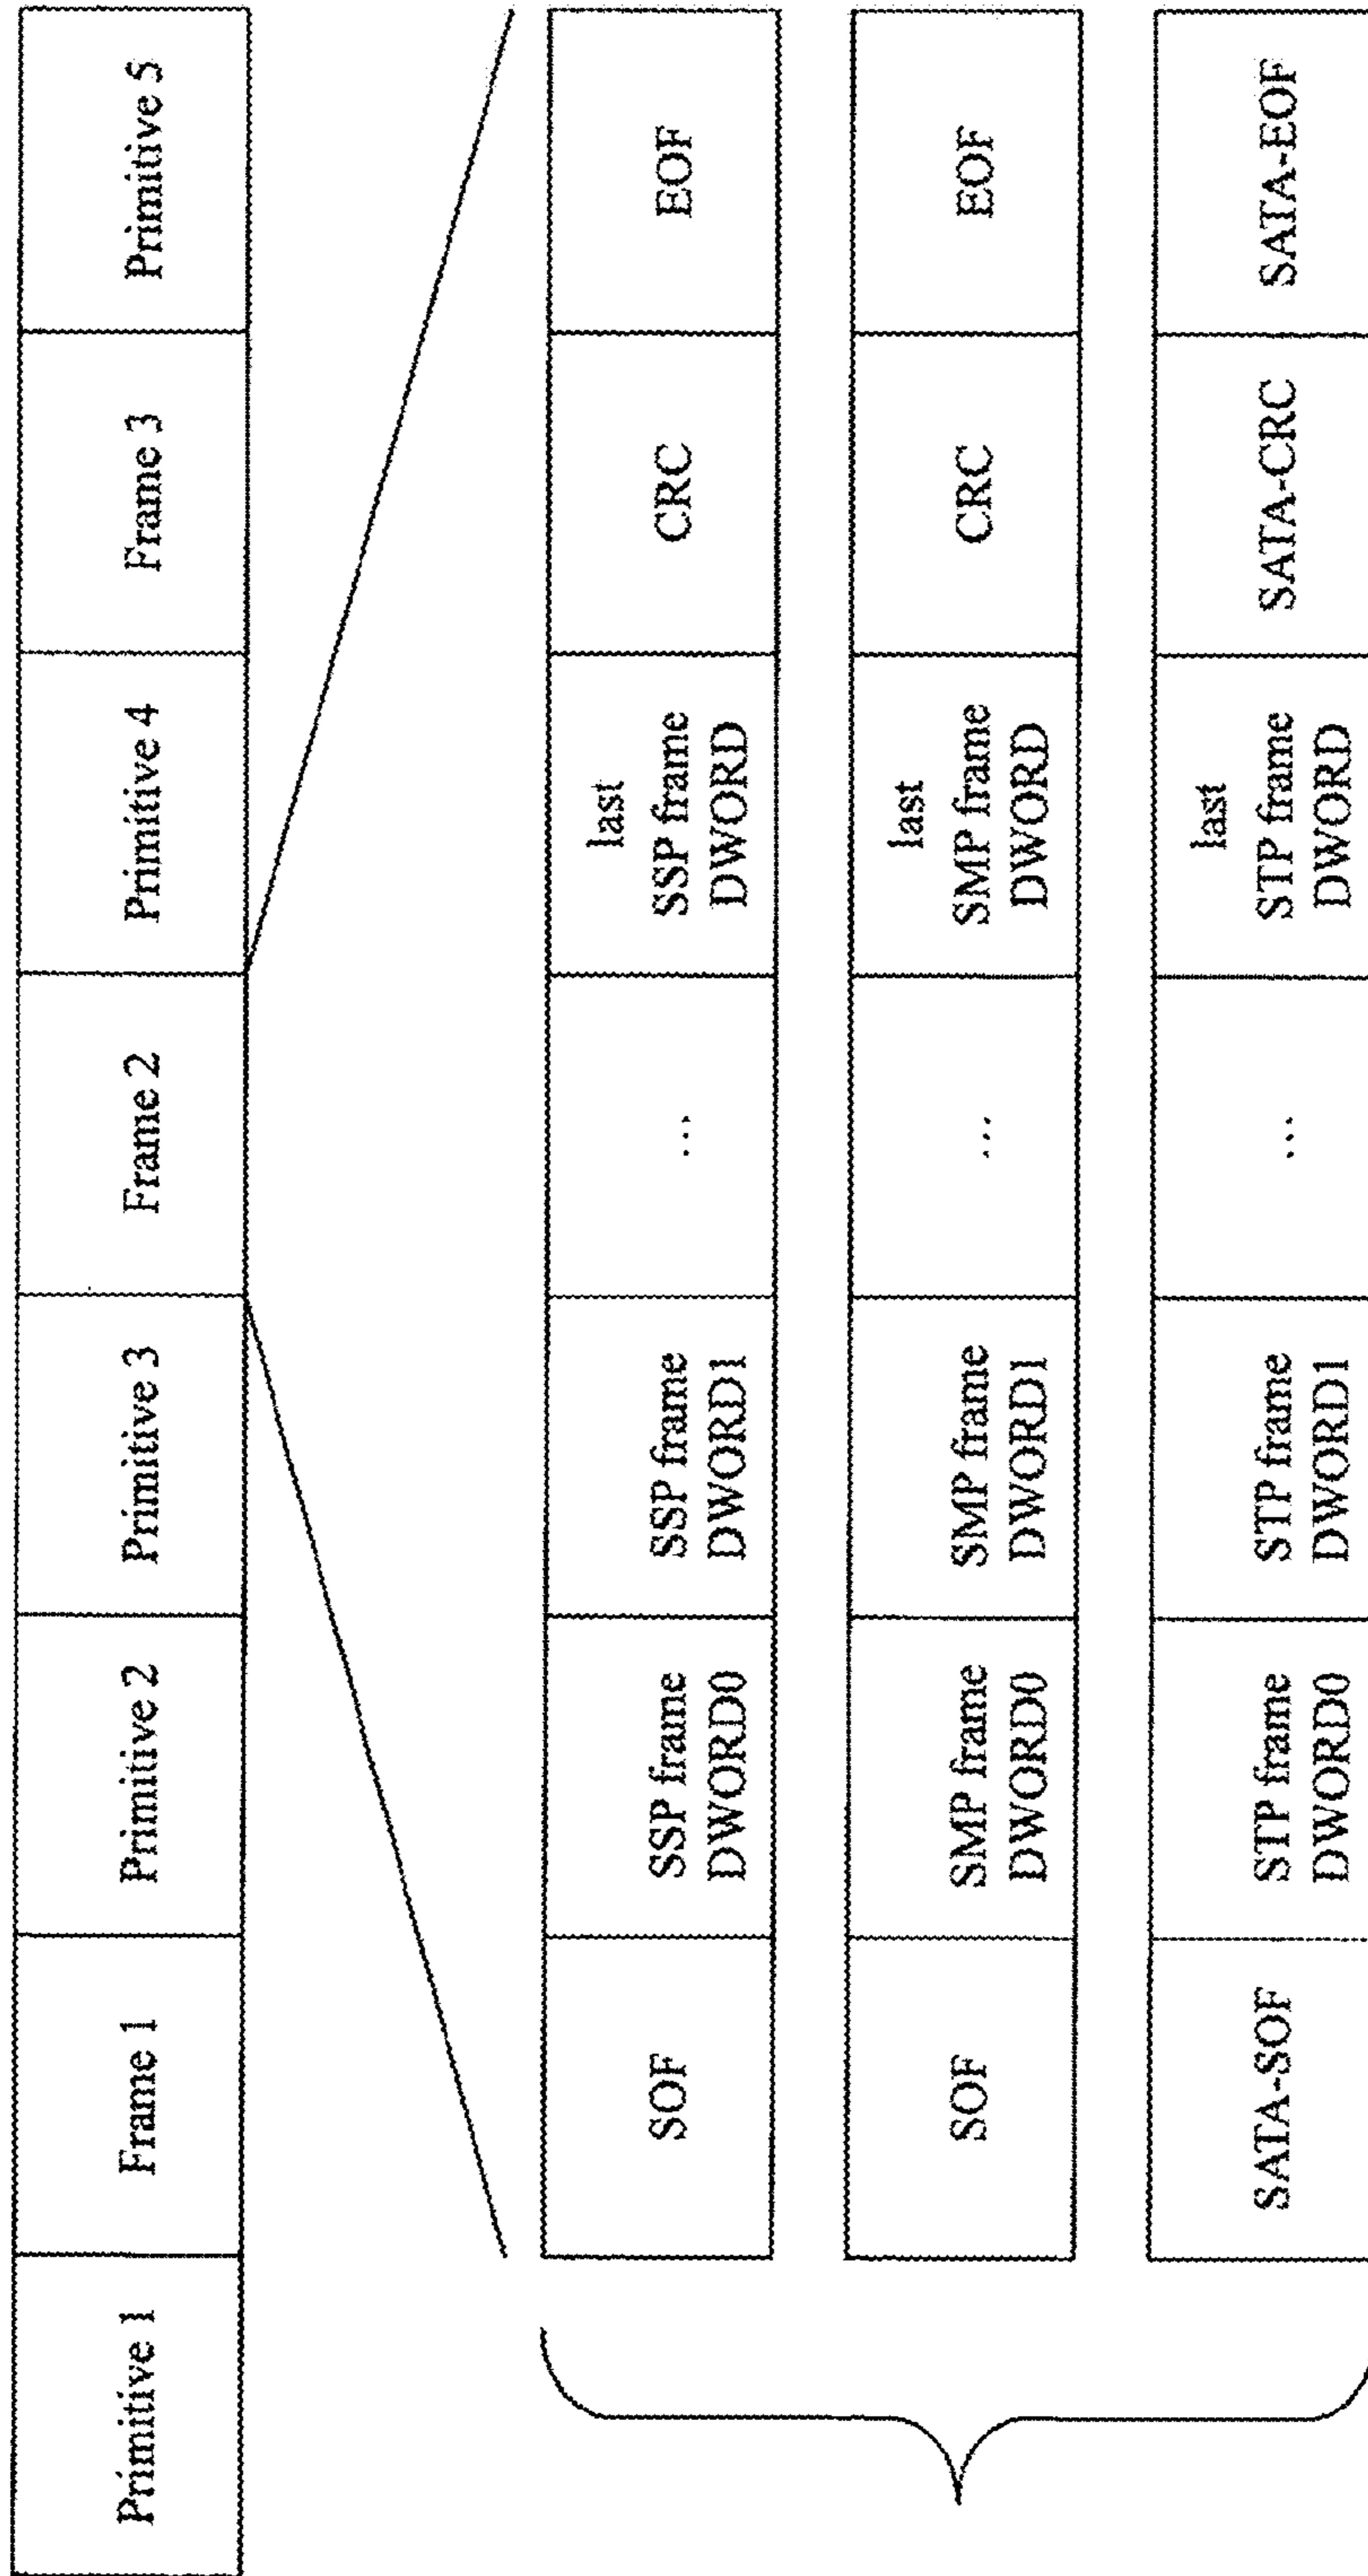 Primitive 1
Frame 1
Primitive 2
Primitive 3
Frame 2
Primitive 4
Frame 3
Primitive 5
SOF
SSP frame
DWORD0
SSP frame
DWORD1
...
last
SSP frame
DWORD
CRC
EOF
SOF
SMP frame
DWORD0
SMP frame
DWORD1
...
last
SMP frame
DWORD
CRC
EOF
SATA-SOF
STP frame
DWORD0
STP frame
DWORD1
...
last
STP frame
DWORD
SATA-CRC
SATA-EOF